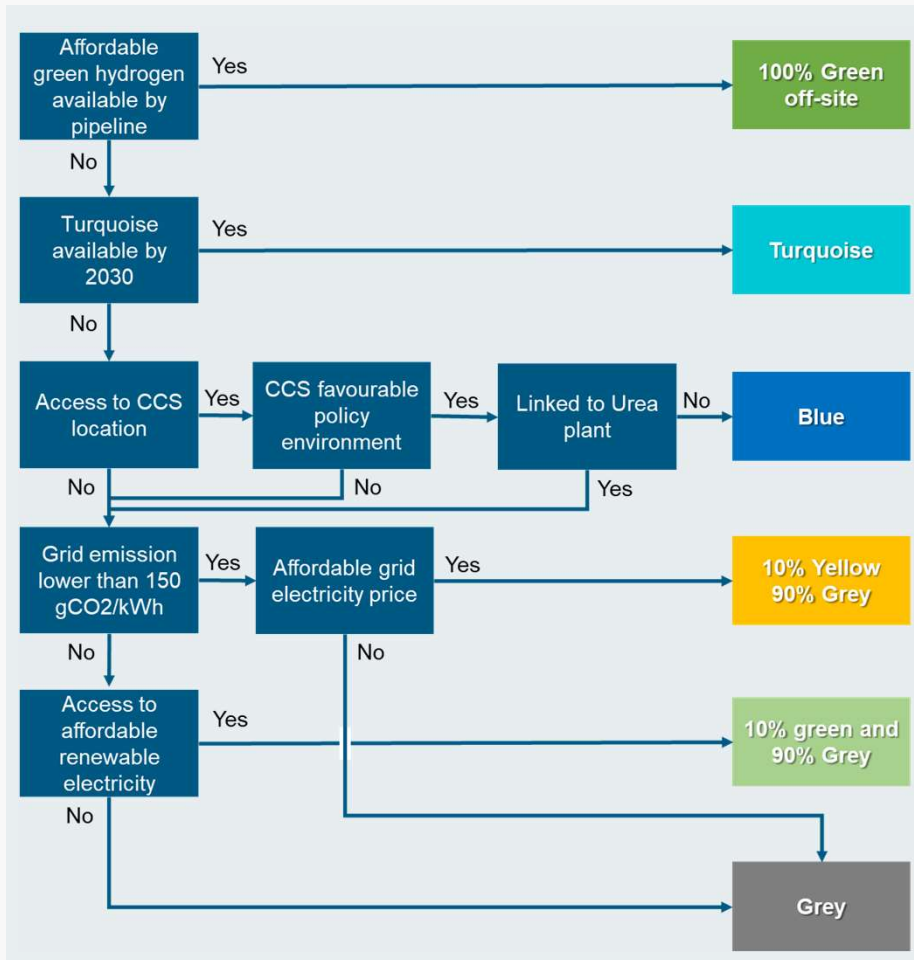 Affordable
green hydrogen
available by
pipeline
Yes
100% Green
off-site
No
Turquoise
available by
2030
Yes
Turquoise
No
Access to CCS
location
Yes
CCS favourable
policy
environment
Yes
Linked to Urea
plant
No
Blue
No
No
Yes
Grid emission
lower than 150
gCO2/kWh
Yes
Affordable grid
electricity price
Yes
10% Yellow
90% Grey
No
No
Access to
affordable
renewable
electricity
Yes
10% green and
90% Grey
No
Grey